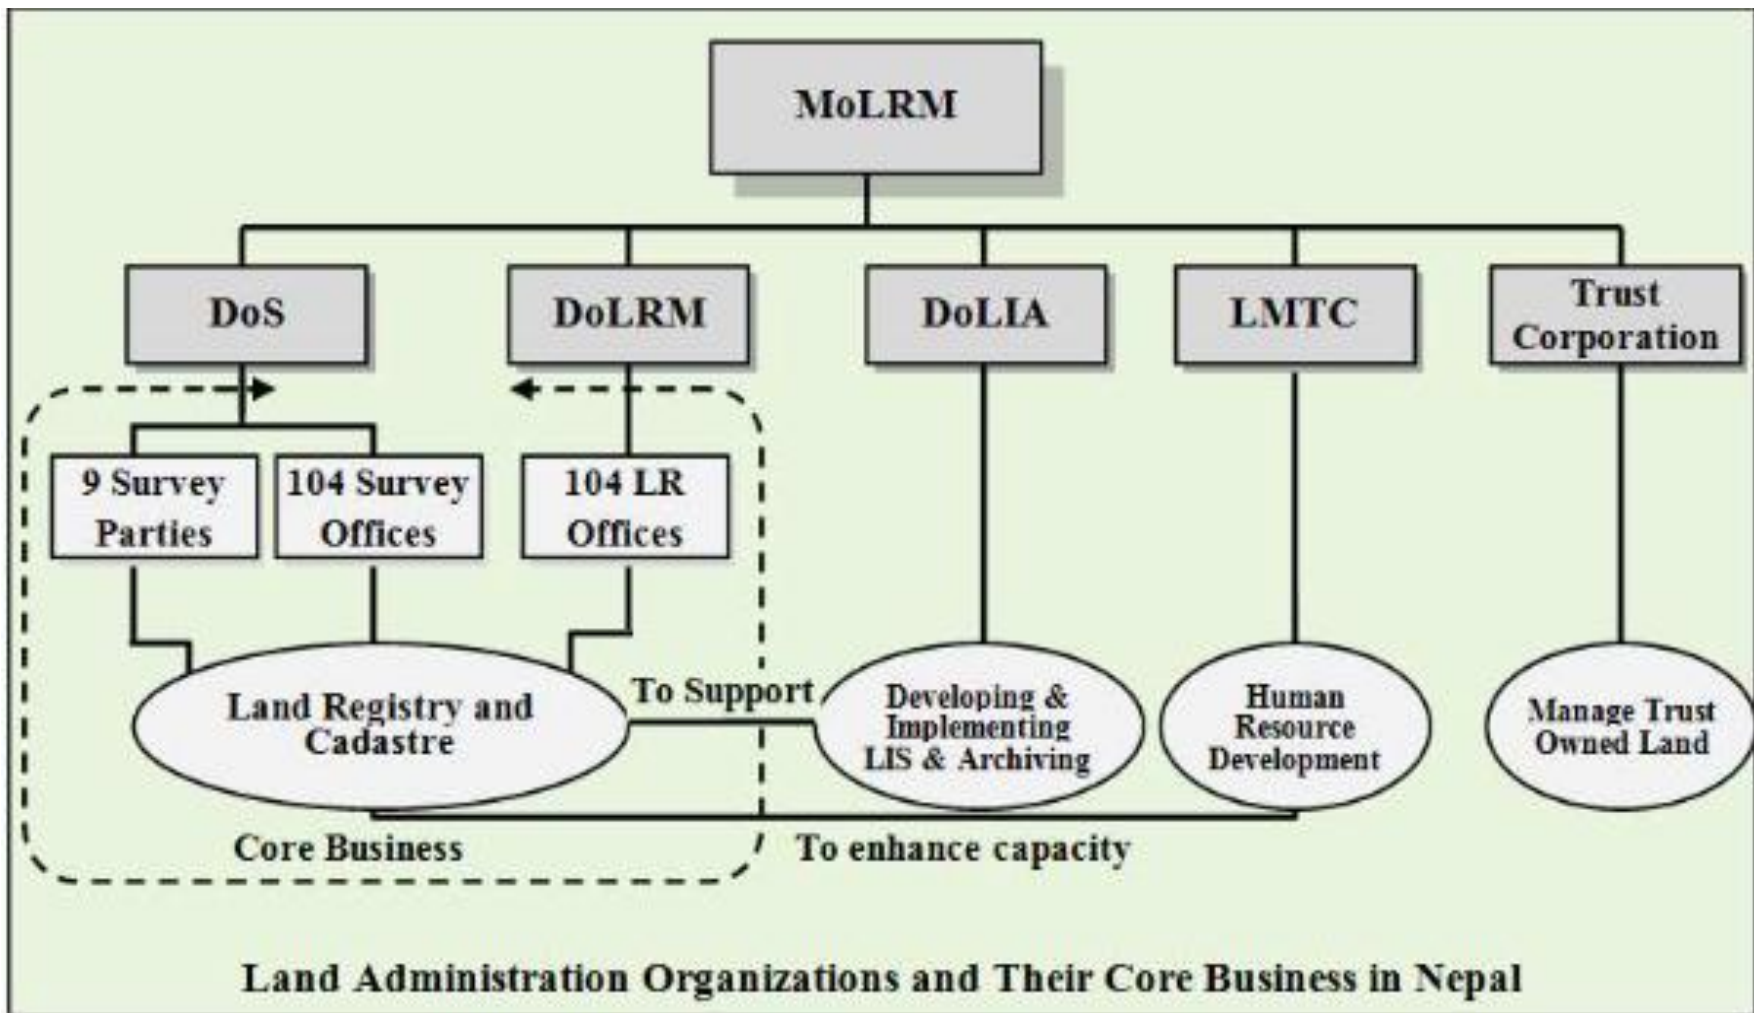 MoLRM
DoS
DoLRM
DoLIA
LMTC
Trust
Corporation
9 Survey
Parties
104 Survey
Offices
104 LR
Offices
Land Registry and
Cadastre
To Support
Developing &
Implementing
LIS & Archiving
Human
Resource
Development
Manage Trust
Owned Land
Core Business
To enhance capacity
Land Administration Organizations and Their Core Business in Nepal